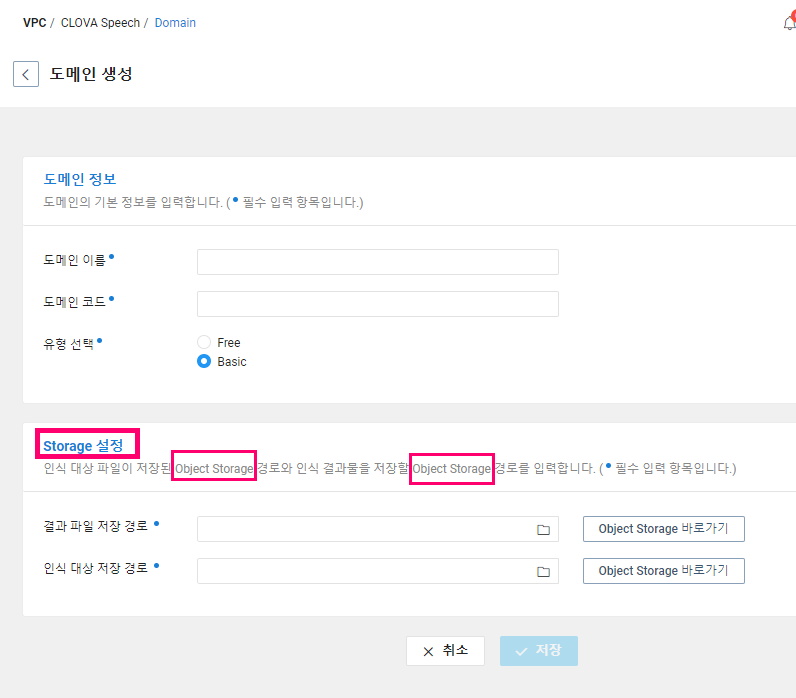 VPC / CLOVA Speech / Domain
도메인 생성
도메인 정보
도메인의 기본 정보를 입력합니다. (• 필수 입력 항목입니다.)
도메인 이름 •
도메인 코드 •
유형 선택 •
Free
Basic
Storage 설정
인식 대상 파일이 저장된 Object Storage 경로와 인식 결과물을 저장할 Object Storage 경로를 입력합니다. (• 필수 입력 항목입니다.)
결과 파일 저장 경로 •
Object Storage 바로가기
인식 대상 저장 경로 •
Object Storage 바로가기
취소
저장